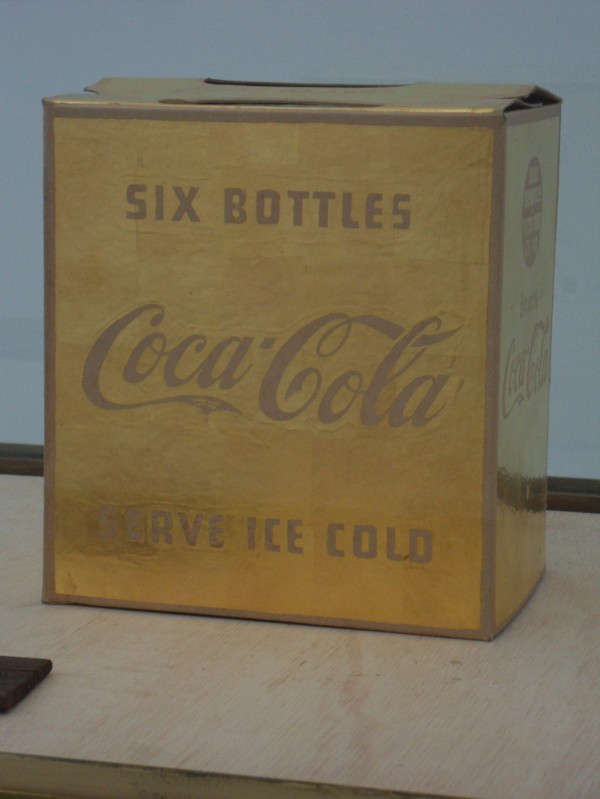 SIX BOTTLES
Coca-Cola
SERVE ICE COLD
Coca-Cola